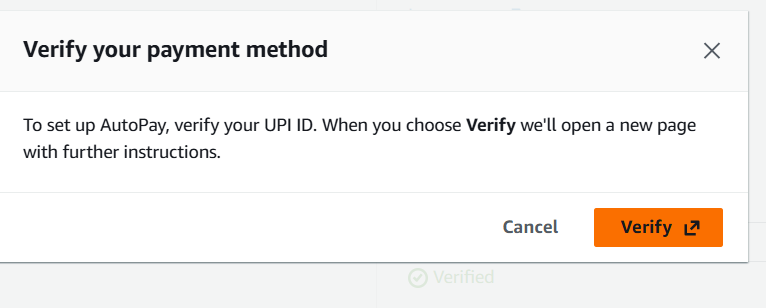 Verify your payment method
To set up AutoPay, verify your UPI ID. When you choose Verify we'll open a new page
with further instructions.
Cancel
Verify
Verified